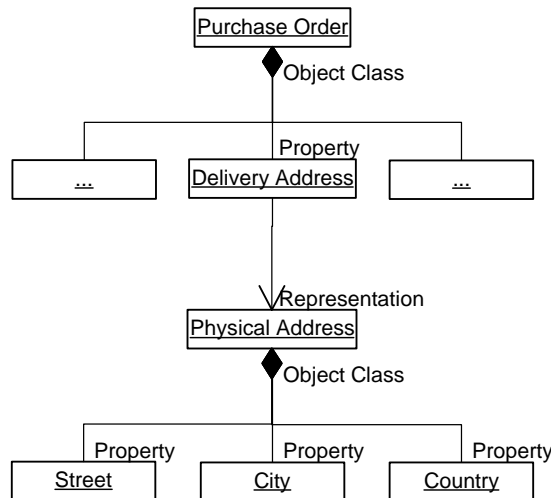 Purchase Order
Object Class
Property
... Delivery Address ...
Representation
Physical Address
Object Class
Property Property Property
Street City Country